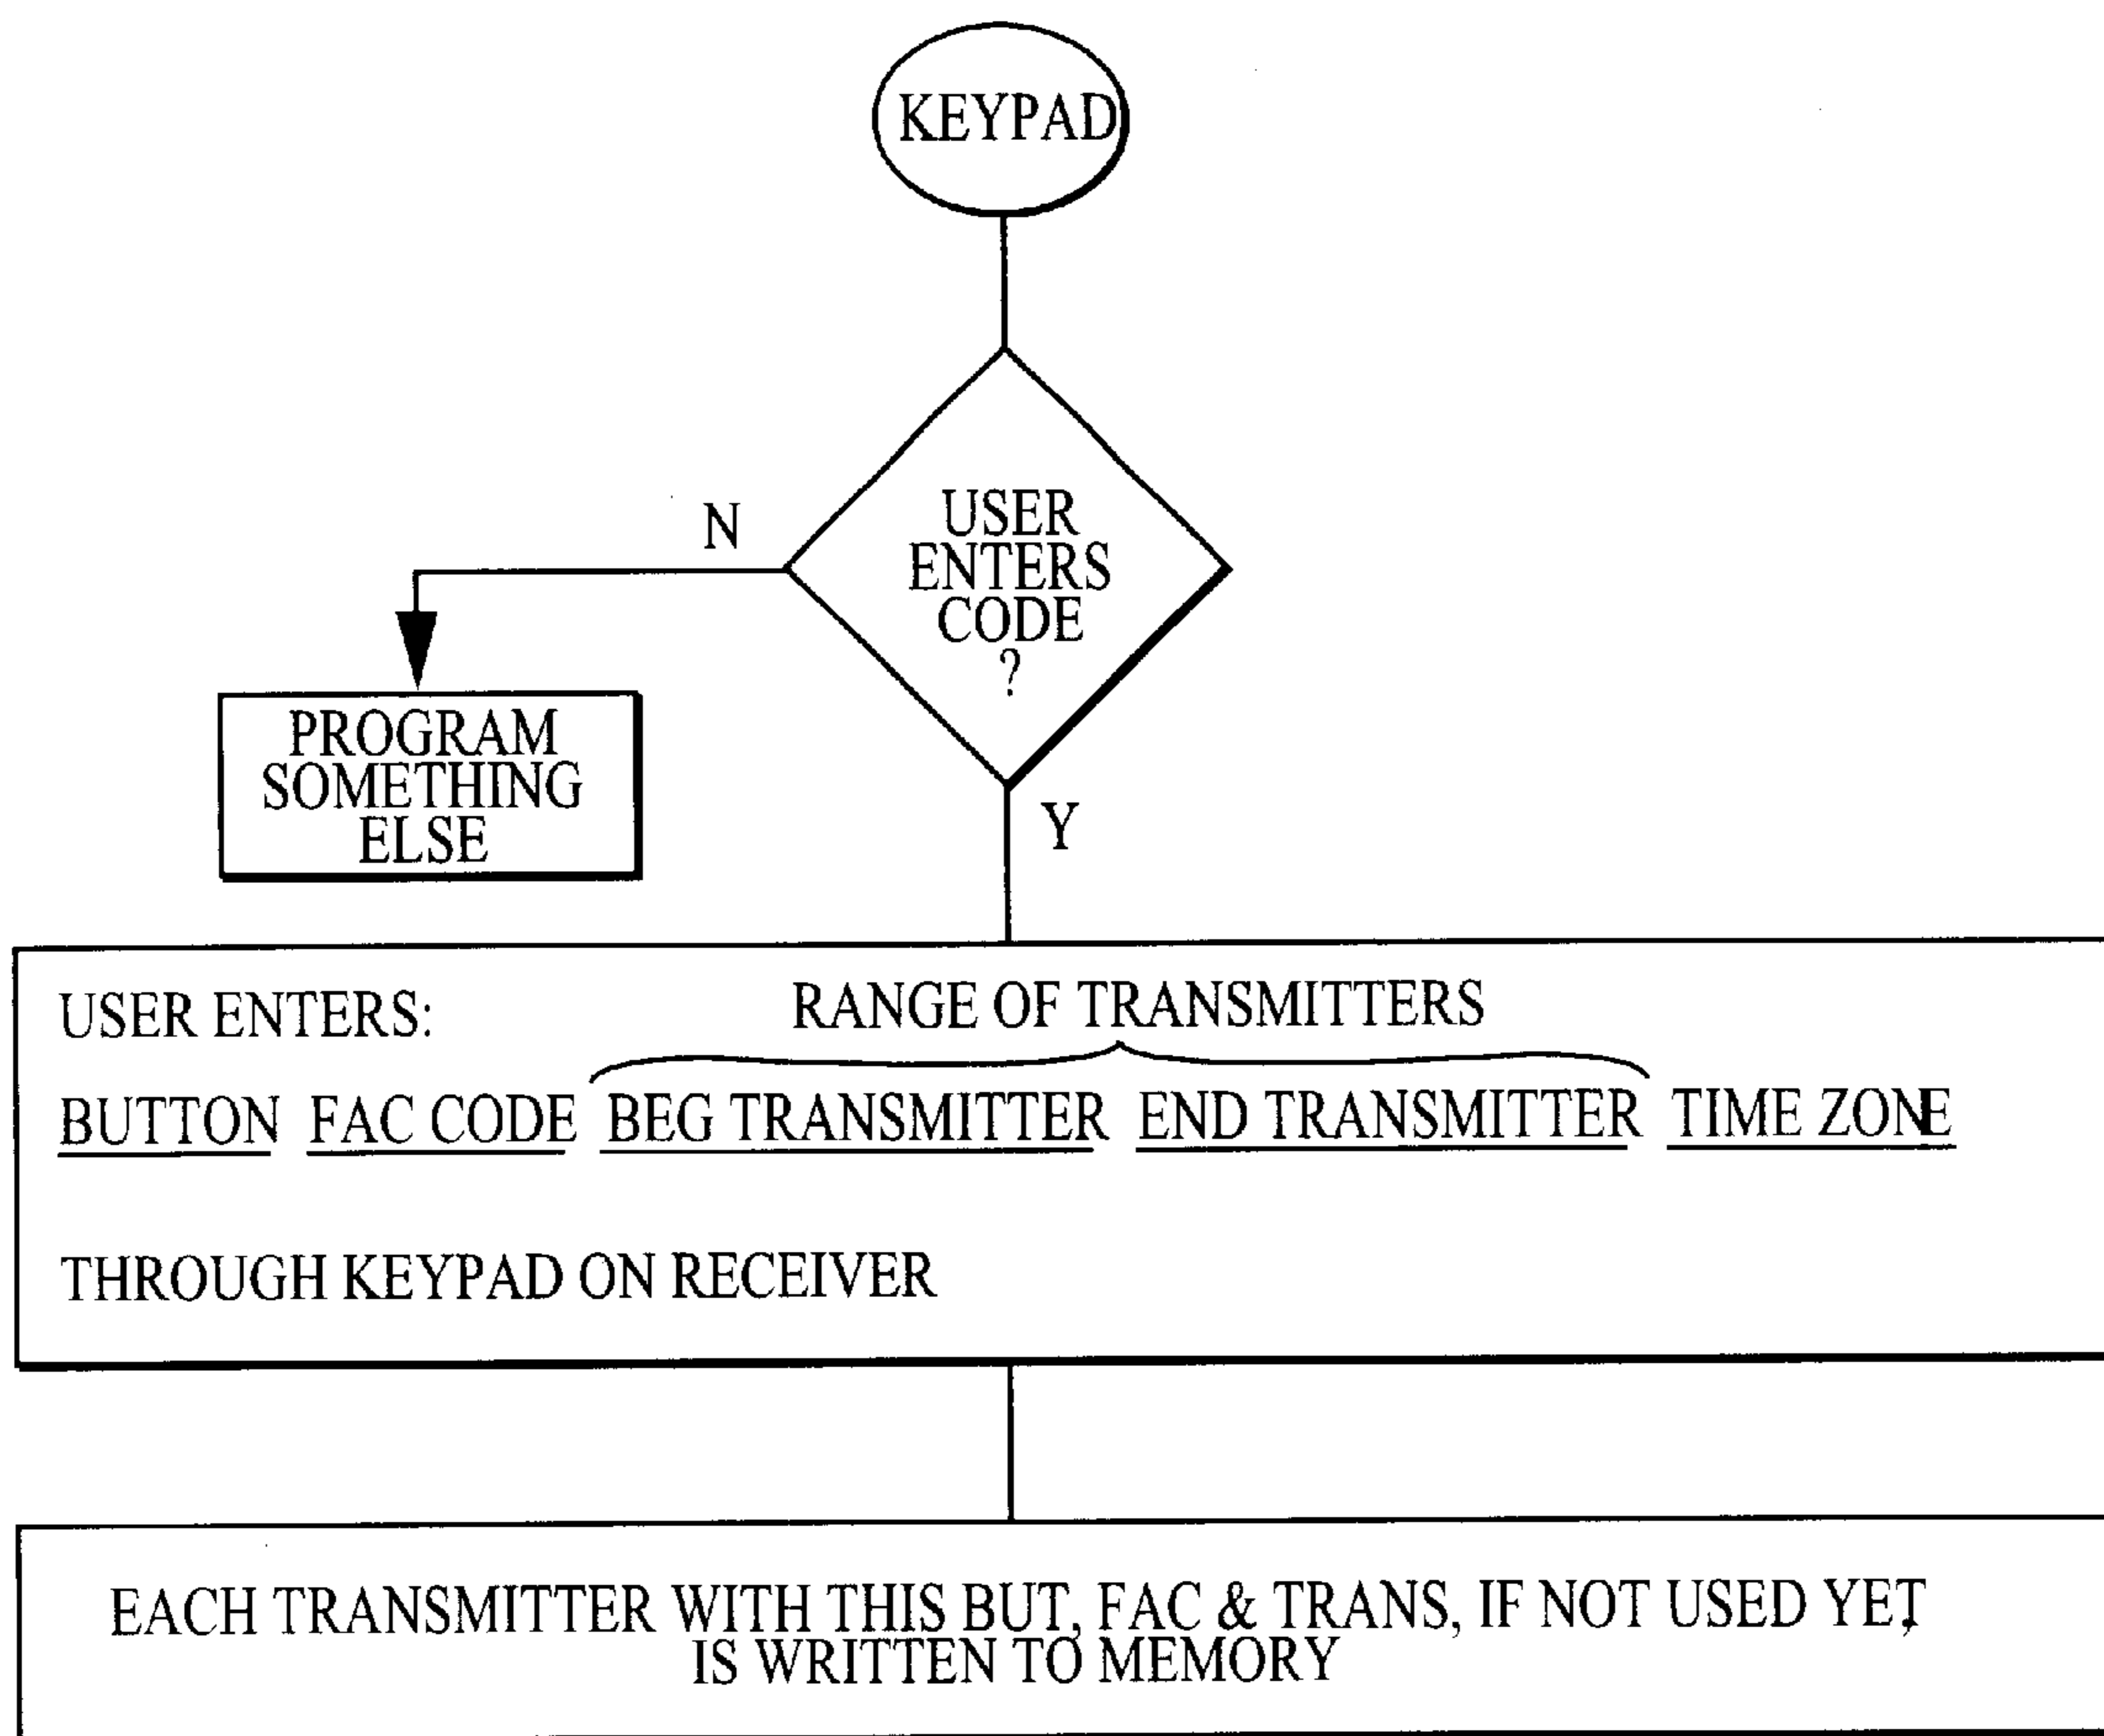 KEYPAD
USER
ENTERS
CODE
?
N
Y
PROGRAM
SOMETHING
ELSE
USER ENTERS:
RANGE OF TRANSMITTERS
BUTTON FAC CODE BEG TRANSMITTER END TRANSMITTER TIME ZONE
THROUGH KEYPAD ON RECEIVER
EACH TRANSMITTER WITH THIS BUT, FAC & TRANS, IF NOT USED YET,
IS WRITTEN TO MEMORY